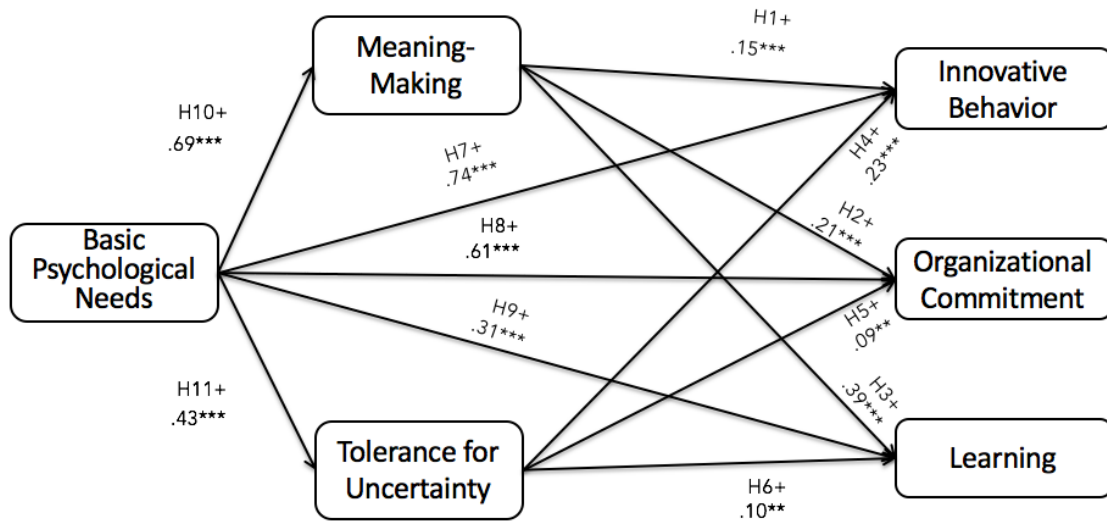 H1+
.15***
Meaning-
Making
Innovative
Behavior
H10+
.69***
H7+
.74***
H4+
.23***
H2+
.21***
H8+
.61***
Basic
Psychological
Needs
Organizational
Commitment
H9+
.31***
H5+
.09**
H11+
.43***
H3+
.39***
Tolerance for
Uncertainty
Learning
H6+
.10**